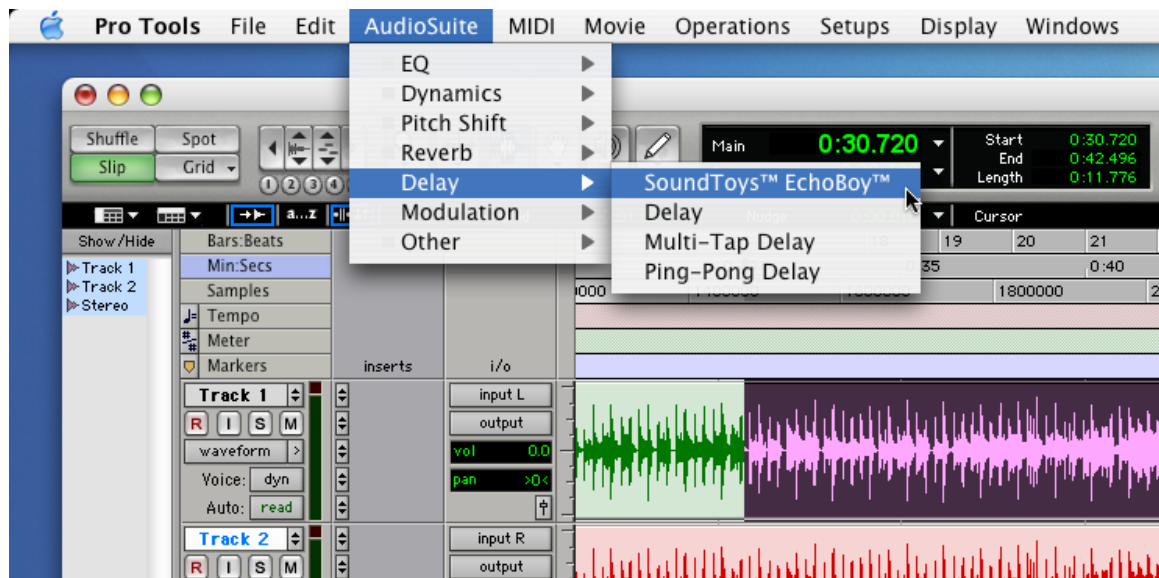 Pro Tools File Edit AudioSuite MIDI Movie Operations Setups Display Windows
EQ
Dynamics
Pitch Shift
Reverb
Delay
Modulation
Other
SoundToys™ EchoBoy™
Delay
Multi-Tap Delay
Ping-Pong Delay
Shuffle Spot
Slip Grid
1 2 3 4
Main 0:30.720
Start 0:30.720
End 0:42.496
Length 0:11.776
a...z
Cursor
Show/Hide
Track 1
Track 2
Stereo
Bars:Beats
19 20 21
Min:Secs
0:40
Samples
1800000
Tempo
Meter
Markers
inserts i/o
Track 1
R I S M
waveform
Voice: dyn
Auto: read
input L
output
vol 0.0
pan >0<
Track 2
R I S M
input R
output